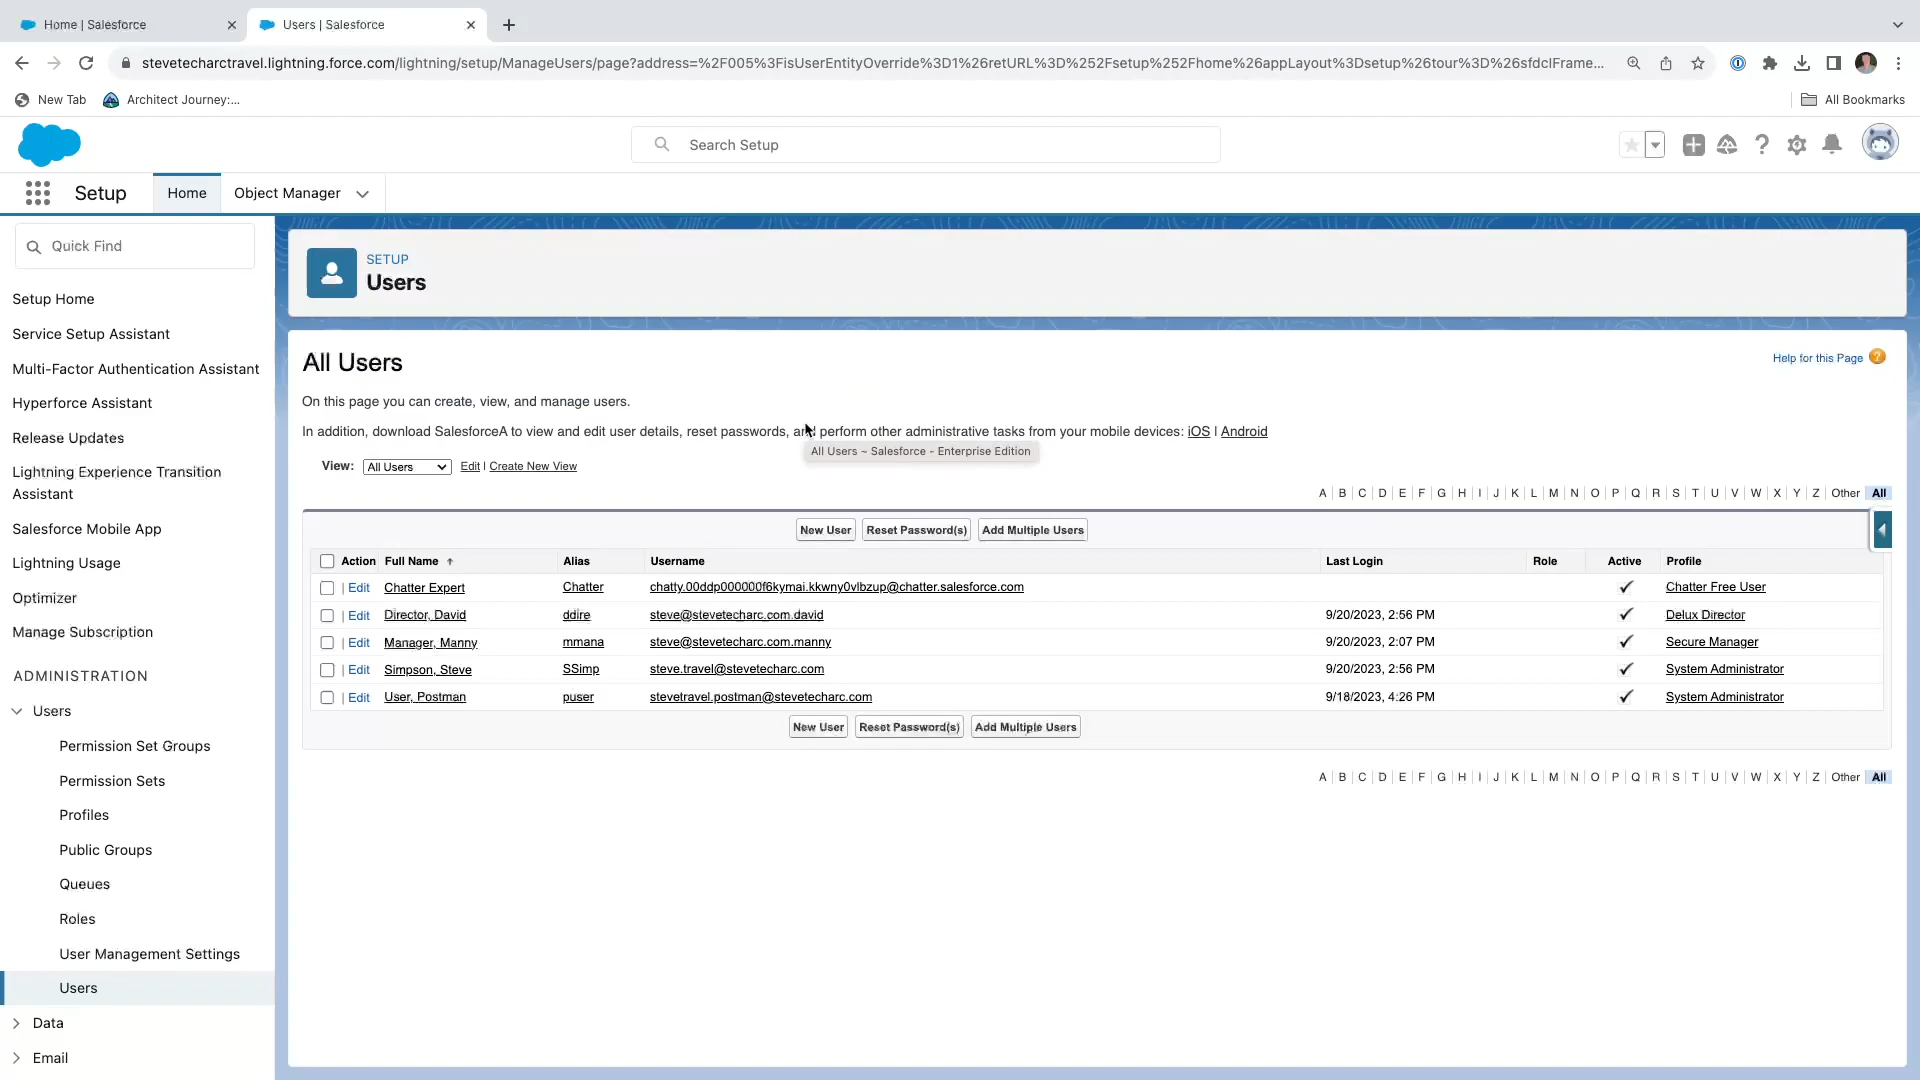 Home | Salesforce
Users | Salesforce
stevetecharctravel.lightning.force.com/lightning/setup/ManageUsers/page?address=%2F005%3FisUserEntityOverride%3D1%26retURL%3D%252Fsetup%252Fhome%26appLayout%3Dsetup%26tour%3D%26sfdcIFrame...
New Tab
Architect Journey:...
All Bookmarks
Search Setup
Setup
Home
Object Manager
Quick Find
Setup Home
Service Setup Assistant
Multi-Factor Authentication Assistant
Hyperforce Assistant
Release Updates
Lightning Experience Transition
Assistant
Salesforce Mobile App
Lightning Usage
Optimizer
Manage Subscription
ADMINISTRATION
Users
Permission Set Groups
Permission Sets
Profiles
Public Groups
Queues
Roles
User Management Settings
Users
Data
Email
SETUP
Users
All Users
Help for this Page
On this page you can create, view, and manage users.
In addition, download SalesforceA to view and edit user details, reset passwords, and perform other administrative tasks from your mobile devices: iOS | Android
All Users ~ Salesforce - Enterprise Edition
View: All Users Edit | Create New View
A | B | C | D | E | F | G | H | I | J | K | L | M | N | O | P | Q | R | S | T | U | V | W | X | Y | Z | Other | All
New User Reset Password(s) Add Multiple Users
Action Full Name Alias Username Last Login Role Active Profile
| Edit Chatter Expert Chatter chatty.00ddp000000f6kymai.kkwny0vlbzup@chatter.salesforce.com Chatter Free User
| Edit Director, David ddire steve@stevetecharc.com.david 9/20/2023, 2:56 PM Delux Director
| Edit Manager, Manny mmana steve@stevetecharc.com.manny 9/20/2023, 2:07 PM Secure Manager
| Edit Simpson, Steve SSimp steve.travel@stevetecharc.com 9/20/2023, 2:56 PM System Administrator
| Edit User, Postman puser stevetravel.postman@stevetecharc.com 9/18/2023, 4:26 PM System Administrator
New User Reset Password(s) Add Multiple Users
A | B | C | D | E | F | G | H | I | J | K | L | M | N | O | P | Q | R | S | T | U | V | W | X | Y | Z | Other | All